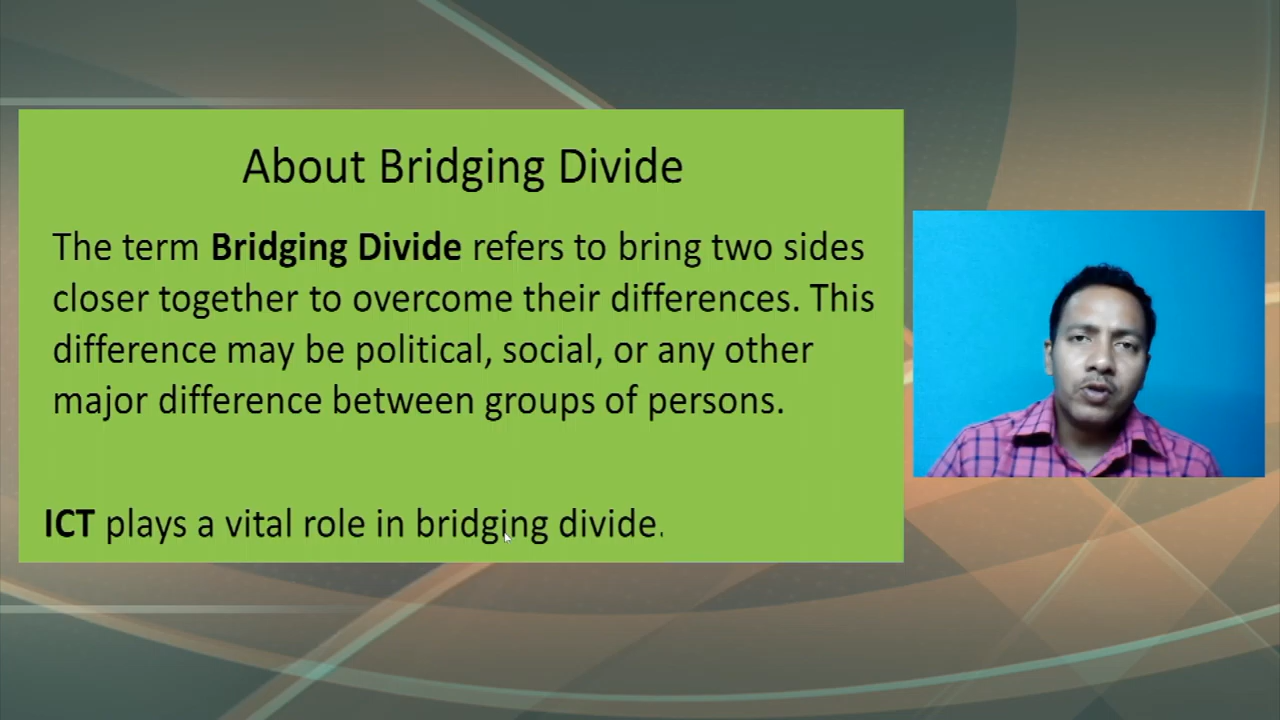 About Bridging Divide
The term Bridging Divide refers to bring two sides
closer together to overcome their differences. This
difference may be political, social, or any other
major difference between groups of persons.
ICT plays a vital role in bridging divide.